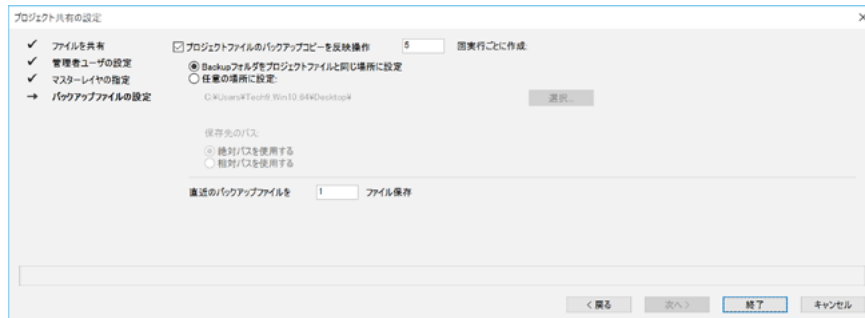 プロジェクト共有の設定
✓ ファイルを共有
✓ 管理者ユーザの設定
✓ マスターレイヤの指定
→ バックアップファイルの設定
プロジェクトファイルのバックアップコピーを反映操作 5 回実行ごとに作成:
Backupフォルダをプロジェクトファイルと同じ場所に設定
任意の場所に設定:
C:¥Users¥Tech9_Win10_64¥Desktop¥ 選択...
保存先のパス:
絶対パスを使用する
相対パスを使用する
直近のバックアップファイルを 1 ファイル保存
< 戻る 次へ > 終了 キャンセル